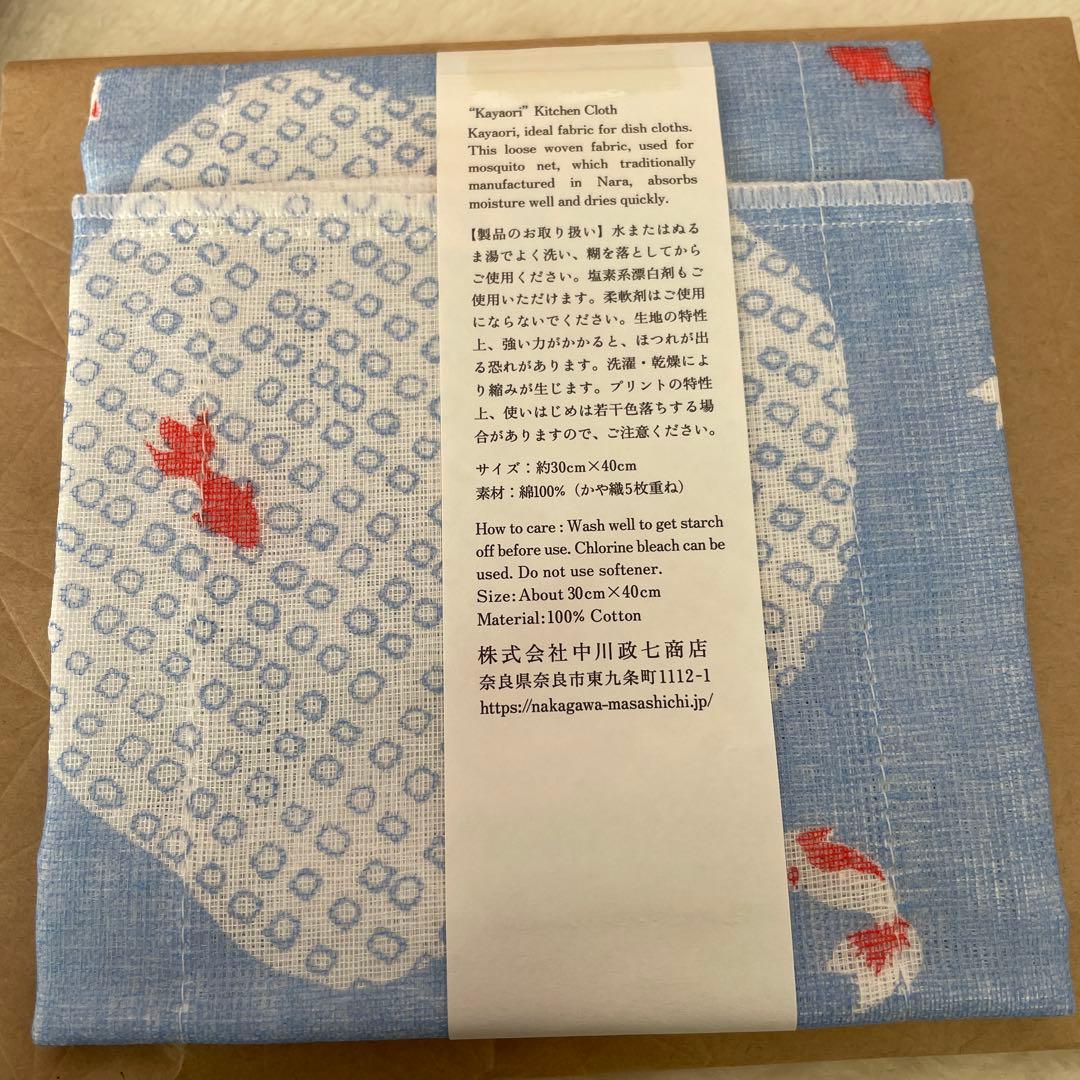 “Kayaori” Kitchen Cloth
Kayaori, ideal fabric for dish cloths.
This loose woven fabric, used for
mosquito net, which traditionally
manufactured in Nara, absorbs
moisture well and dries quickly.
【製品のお取り扱い】水またはぬる
ま湯でよく洗い、糊を落としてから
ご使用ください。塩素系漂白剤もご
使用いただけます。柔軟剤はご使用
にならないでください。生地の特性
上、強い力がかかると、ほつれが出
る恐れがあります。洗濯・乾燥によ
り縮みが生じます。プリントの特性
上、使いはじめは若干色落ちする場
合がありますので、ご注意ください。
サイズ：約30cm×40cm
素材：綿100%（かや織5枚重ね）
How to care : Wash well to get starch
off before use. Chlorine bleach can be
used. Do not use softener.
Size: About 30cm×40cm
Material: 100% Cotton
株式会社中川政七商店
奈良県奈良市東九条町1112-1
https://nakagawa-masashichi.jp/